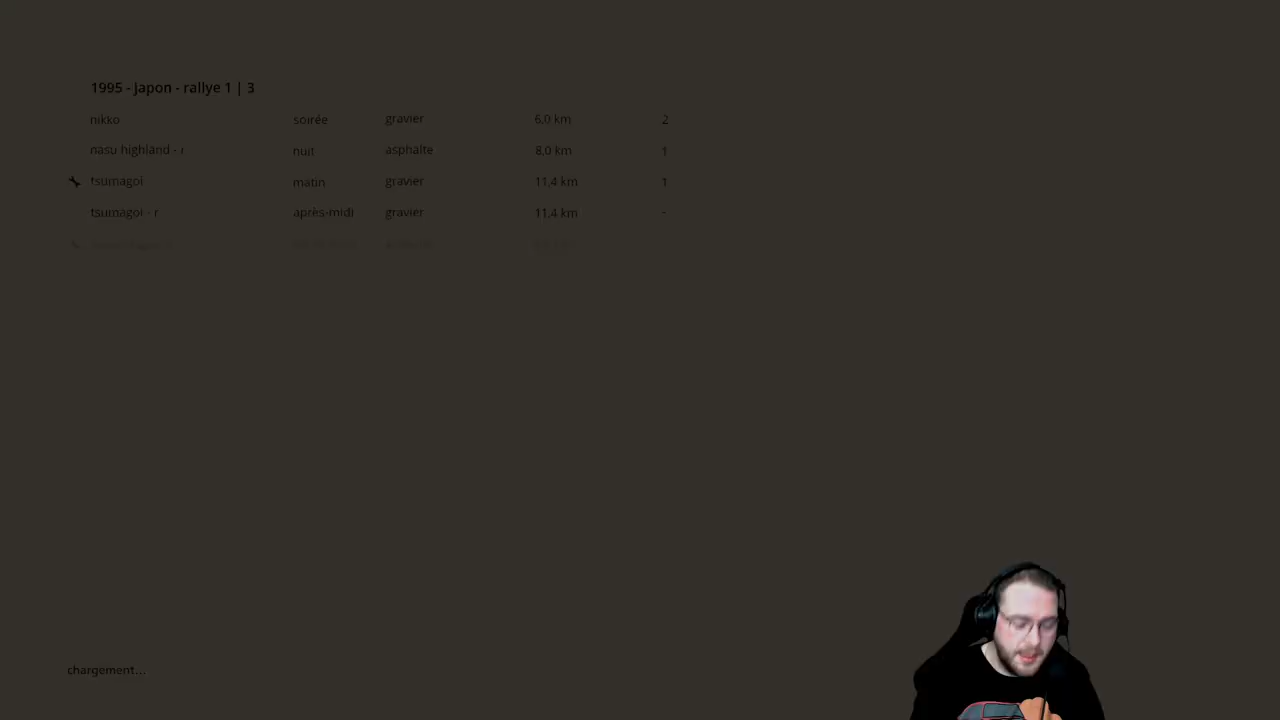 1995 - japon - rallye 1 | 3
nikko soirée gravier 6,0 km 2
nasu highland - r nuit asphalte 8,0 km 1
tsumagoi matin gravier 11,4 km 1
tsumagoi - r après-midi gravier 11,4 km -
chargement...